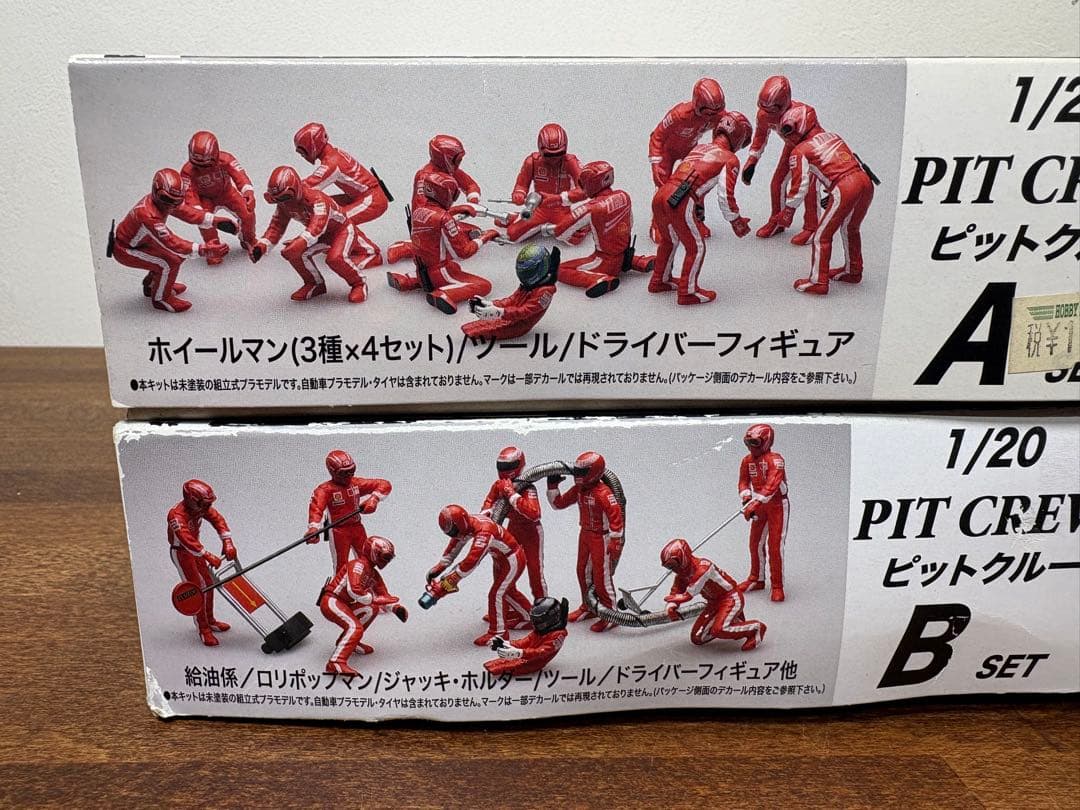 1/2
PIT CR
ピットク
A
HOBBY
税¥1
SE
ホイールマン(3種×4セット)/ツール/ドライバーフィギュア
●本キットは未塗装の組立式プラモデルです。自動車プラモデル・タイヤは含まれておりません。マークは一部デカールでは再現されておりません。(パッケージ側面のデカール内容をご参照下さい。)
1/20
PIT CREW
ピットクルー
B SET
給油係/ロリポップマン/ジャッキ・ホルダー/ツール/ドライバーフィギュア他
●本キットは未塗装の組立式プラモデルです。自動車プラモデル・タイヤは含まれておりません。マークは一部デカールでは再現されておりません。(パッケージ側面のデカール内容をご参照下さい。)